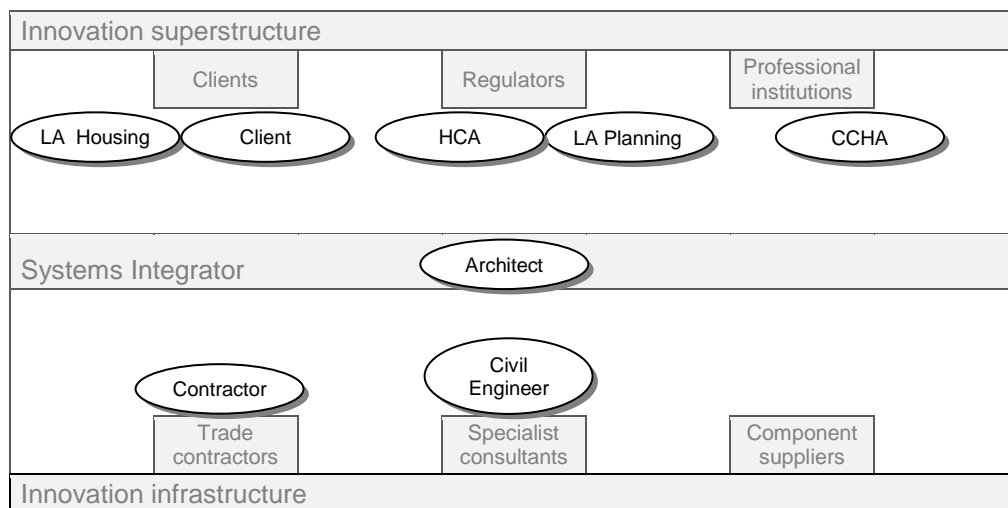 Innovation superstructure
Clients
Regulators
Professional
institutions
LA Housing
Client
HCA
LA Planning
CCHA
Systems Integrator
Architect
Contractor
Civil
Engineer
Trade
contractors
Specialist
consultants
Component
suppliers
Innovation infrastructure